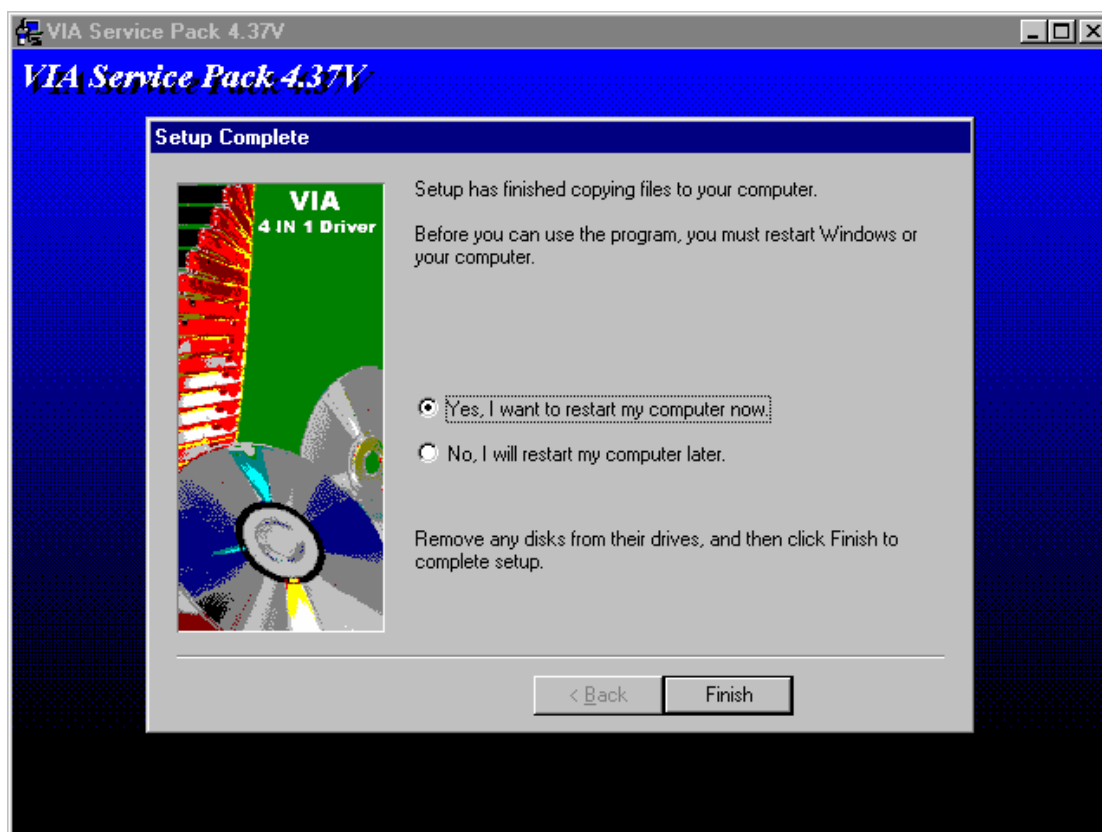 VIA Service Pack 4.37V
VIA Service Pack 4.37V
Setup Complete
VIA
4 IN 1 Driver
Setup has finished copying files to your computer.
Before you can use the program, you must restart Windows or
your computer.
Yes, I want to restart my computer now.
No, I will restart my computer later.
Remove any disks from their drives, and then click Finish to
complete setup.
< Back
Finish